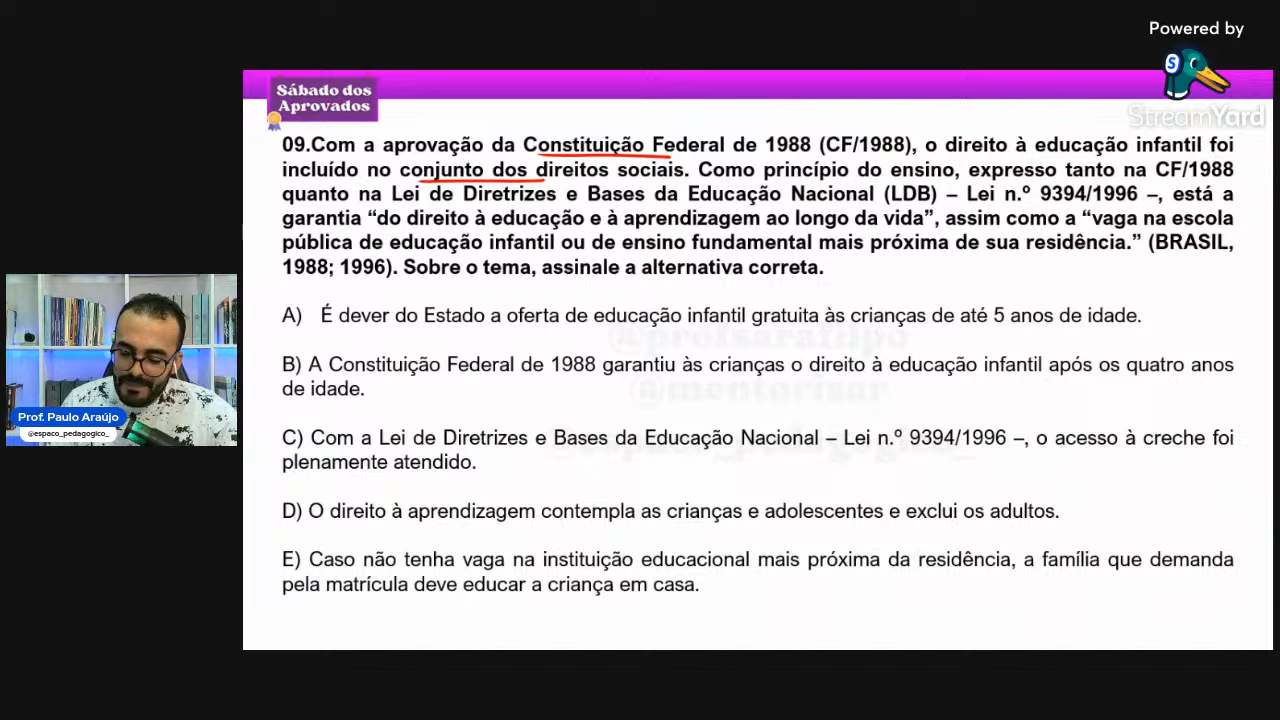 Powered by
S
StreamYard
Sábado dos
Aprovados
09.Com a aprovação da Constituição Federal de 1988 (CF/1988), o direito à educação infantil foi
incluído no conjunto dos direitos sociais. Como princípio do ensino, expresso tanto na CF/1988
quanto na Lei de Diretrizes e Bases da Educação Nacional (LDB) – Lei n.º 9394/1996 –, está a
garantia “do direito à educação e à aprendizagem ao longo da vida”, assim como a “vaga na escola
pública de educação infantil ou de ensino fundamental mais próxima de sua residência.” (BRASIL,
1988; 1996). Sobre o tema, assinale a alternativa correta.
A) É dever do Estado a oferta de educação infantil gratuita às crianças de até 5 anos de idade.
@profsarafilpo
B) A Constituição Federal de 1988 garantiu às crianças o direito à educação infantil após os quatro anos
de idade.
@mentorisar
C) Com a Lei de Diretrizes e Bases da Educação Nacional – Lei n.º 9394/1996 –, o acesso à creche foi
plenamente atendido.
@espaco_pedagogico_
D) O direito à aprendizagem contempla as crianças e adolescentes e exclui os adultos.
E) Caso não tenha vaga na instituição educacional mais próxima da residência, a família que demanda
pela matrícula deve educar a criança em casa.
Prof. Paulo Araújo
@espaco_pedagogico_